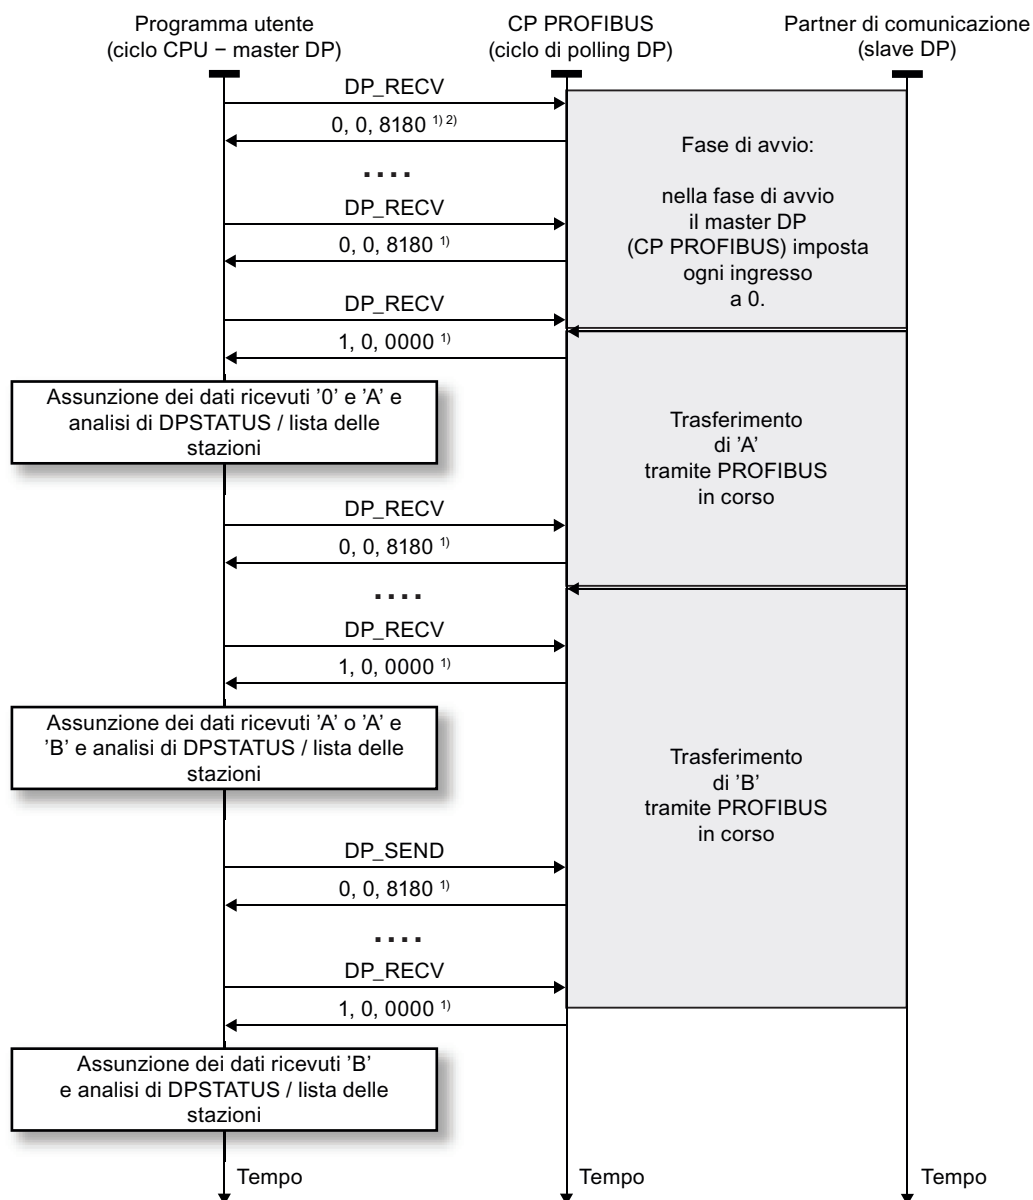 Programma utente
(ciclo CPU – master DP)
CP PROFIBUS
(ciclo di polling DP)
Partner di comunicazione
(slave DP)
DP_RECV
0, 0, 8180 1) 2)
....
DP_RECV
0, 0, 8180 1)
DP_RECV
1, 0, 0000 1)
Fase di avvio:
nella fase di avvio
il master DP
(CP PROFIBUS) imposta
ogni ingresso
a 0.
Assunzione dei dati ricevuti '0' e 'A' e
analisi di DPSTATUS / lista delle
stazioni
Trasferimento
di 'A'
tramite PROFIBUS
in corso
DP_RECV
0, 0, 8180 1)
....
DP_RECV
1, 0, 0000 1)
Assunzione dei dati ricevuti 'A' o 'A' e
'B' e analisi di DPSTATUS / lista delle
stazioni
Trasferimento
di 'B'
tramite PROFIBUS
in corso
DP_SEND
0, 0, 8180 1)
....
DP_RECV
1, 0, 0000 1)
Assunzione dei dati ricevuti 'B'
e analisi di DPSTATUS / lista delle
stazioni
Tempo
Tempo
Tempo